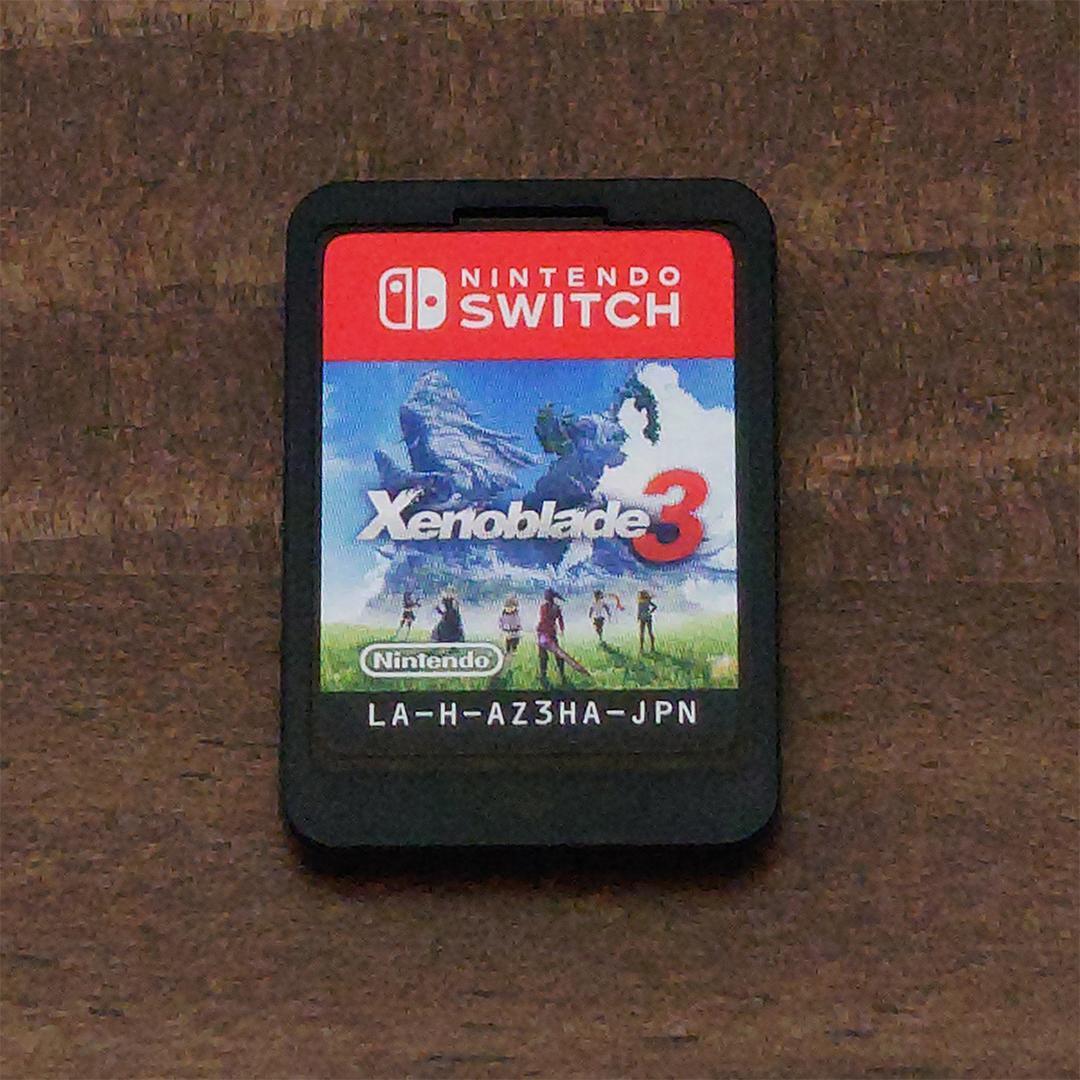 NINTENDO
SWITCH
Xenoblade3
Nintendo
LA-H-AZ3HA-JPN